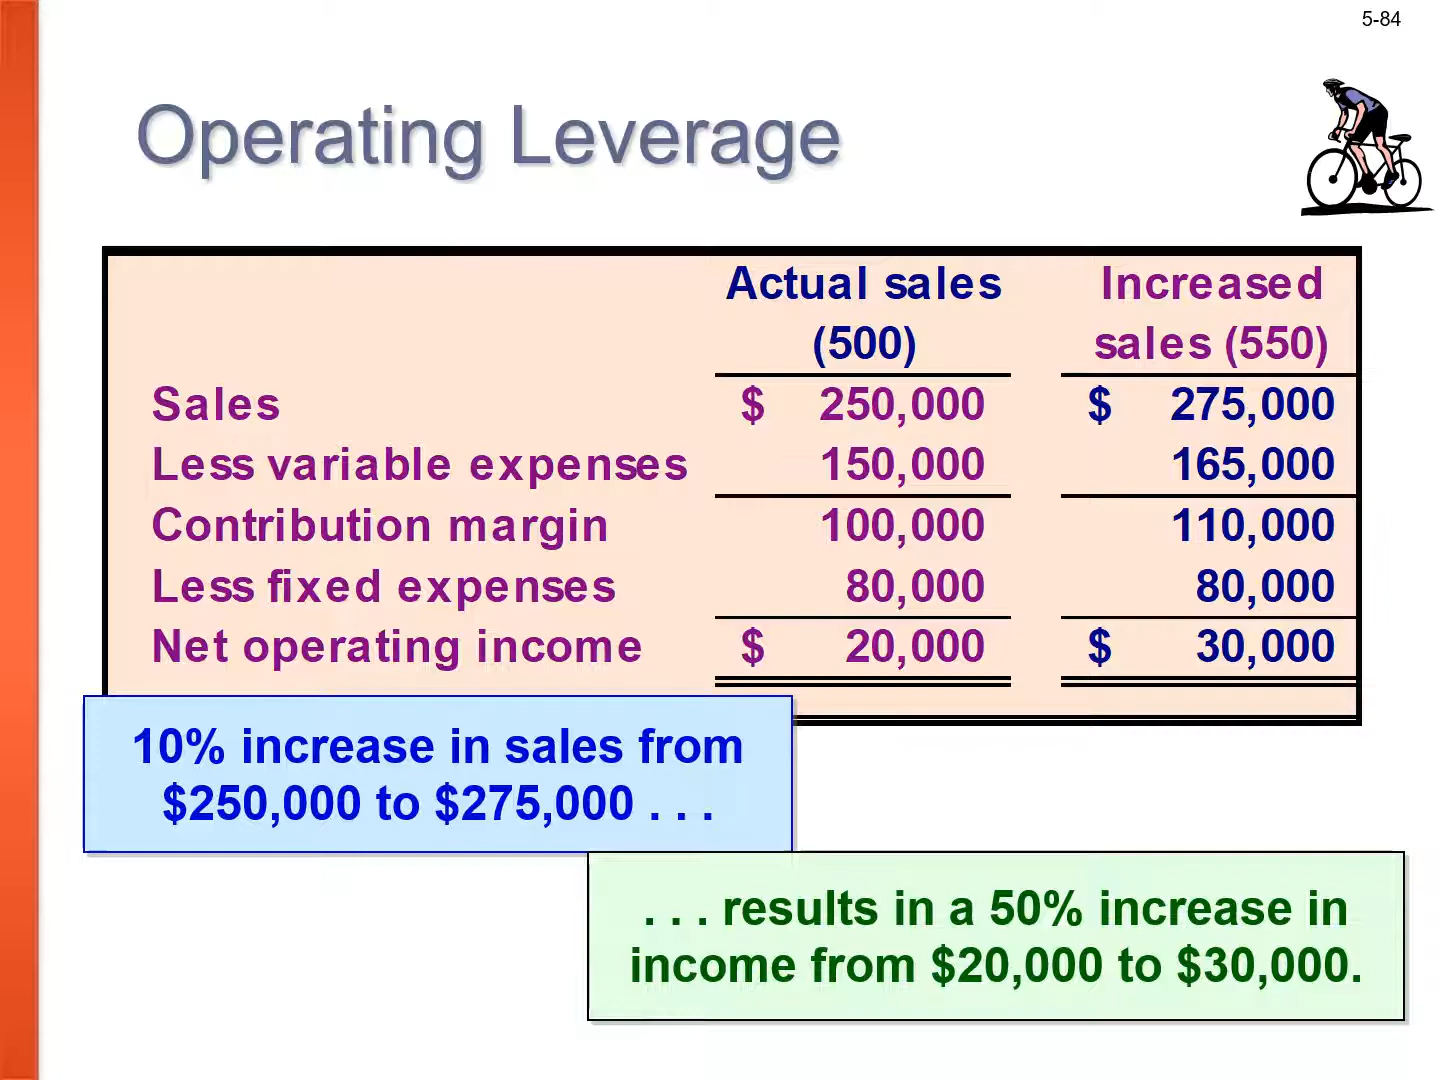 5-84
Operating Leverage
Actual sales Increased
(500) sales (550)
Sales $ 250,000 $ 275,000
Less variable expenses 150,000 165,000
Contribution margin 100,000 110,000
Less fixed expenses 80,000 80,000
Net operating income $ 20,000 $ 30,000
10% increase in sales from
$250,000 to $275,000 . . .
. . . results in a 50% increase in
income from $20,000 to $30,000.